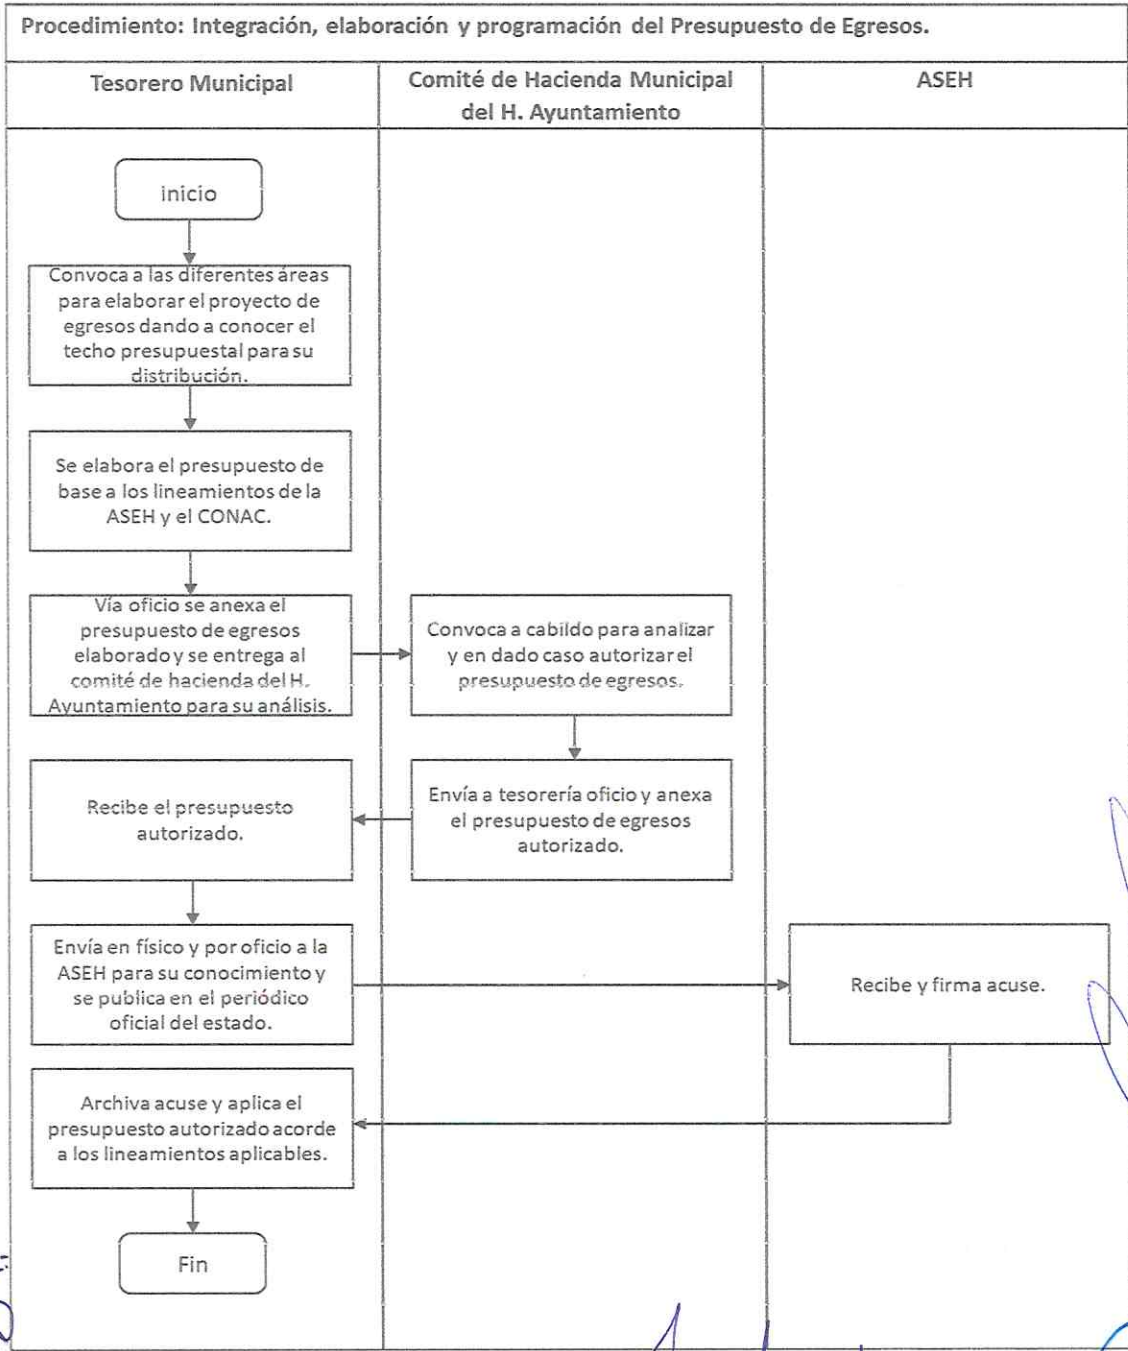 Procedimiento: Integración, elaboración y programación del Presupuesto de Egresos.
Tesorero Municipal
Comité de Hacienda Municipal
del H. Ayuntamiento
ASEH
inicio
Convoca a las diferentes áreas
para elaborar el proyecto de
egresos dando a conocer el
techo presupuestal para su
distribución.
Se elabora el presupuesto de
base a los lineamientos de la
ASEH y el CONAC.
Vía oficio se anexa el
presupuesto de egresos
elaborado y se entrega al
comité de hacienda del H.
Ayuntamiento para su análisis.
Convoca a cabildo para analizar
y en dado caso autorizar el
presupuesto de egresos.
Envía a tesorería oficio y anexa
el presupuesto de egresos
autorizado.
Recibe el presupuesto
autorizado.
Envía en físico y por oficio a la
ASEH para su conocimiento y
se publica en el periódico
oficial del estado.
Recibe y firma acuse.
Archiva acuse y aplica el
presupuesto autorizado acorde
a los lineamientos aplicables.
Fin